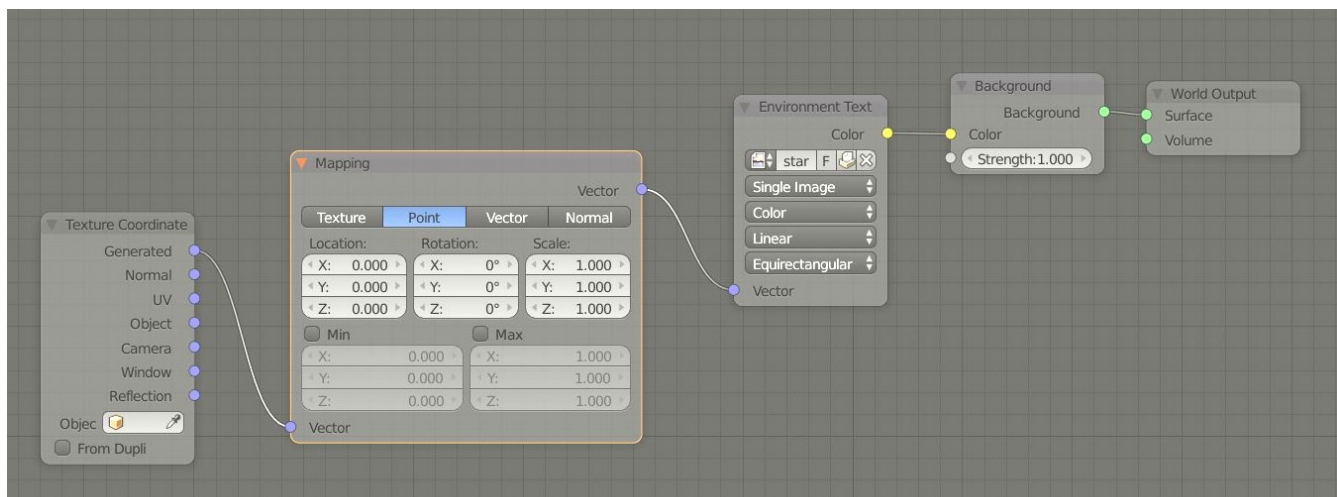 Texture Coordinate
Generated
Normal
UV
Object
Camera
Window
Reflection
Objec
From Dupli
Mapping
Vector
Texture Point Vector Normal
Location: Rotation: Scale:
X: 0.000 X: 0° X: 1.000
Y: 0.000 Y: 0° Y: 1.000
Z: 0.000 Z: 0° Z: 1.000
Min Max
X: 0.000 X: 1.000
Y: 0.000 Y: 1.000
Z: 0.000 Z: 1.000
Vector
Environment Text
Color
star F
Single Image
Color
Linear
Equirectangular
Vector
Background
Background
Color
Strength:1.000
World Output
Surface
Volume